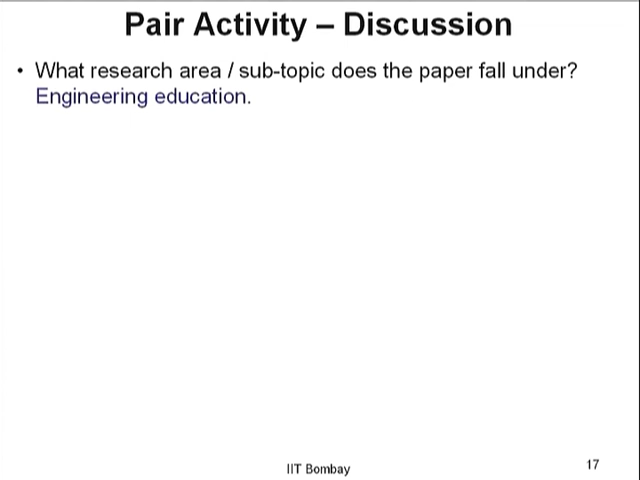 Pair Activity – Discussion
• What research area / sub-topic does the paper fall under?
Engineering education.
IIT Bombay
17